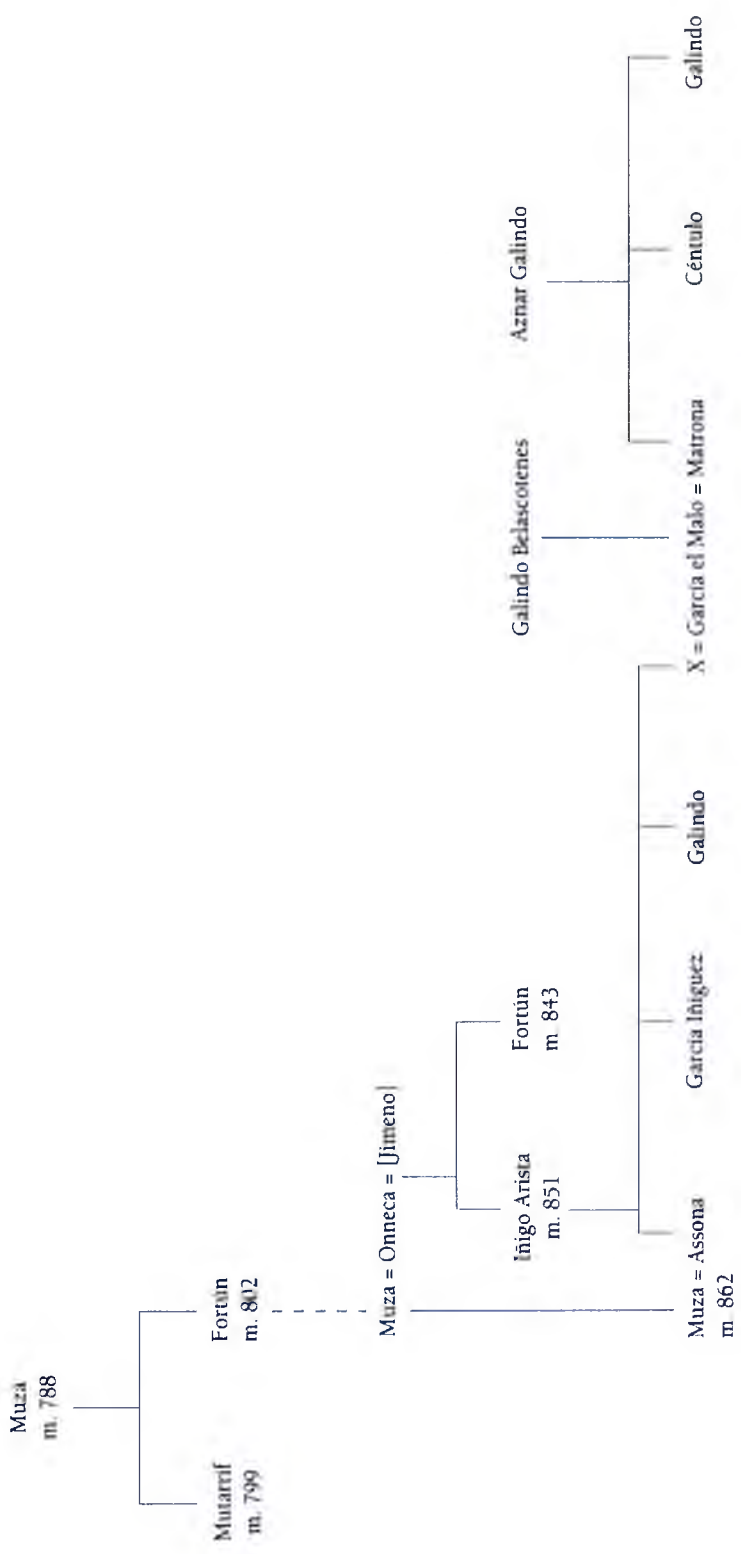 Muza
m. 788
Mutarrif
m. 799
Fortún
m. 802
Muza = Onneca = [Jimeno]
Iñigo Arista
m. 851
Fortún
m. 843
Galindo Belascotenes
Aznar Galindo
Muza = Assona
m. 862
García Iñiguez
Galindo
X = García el Malo = Matrona
Céntulo
Galindo